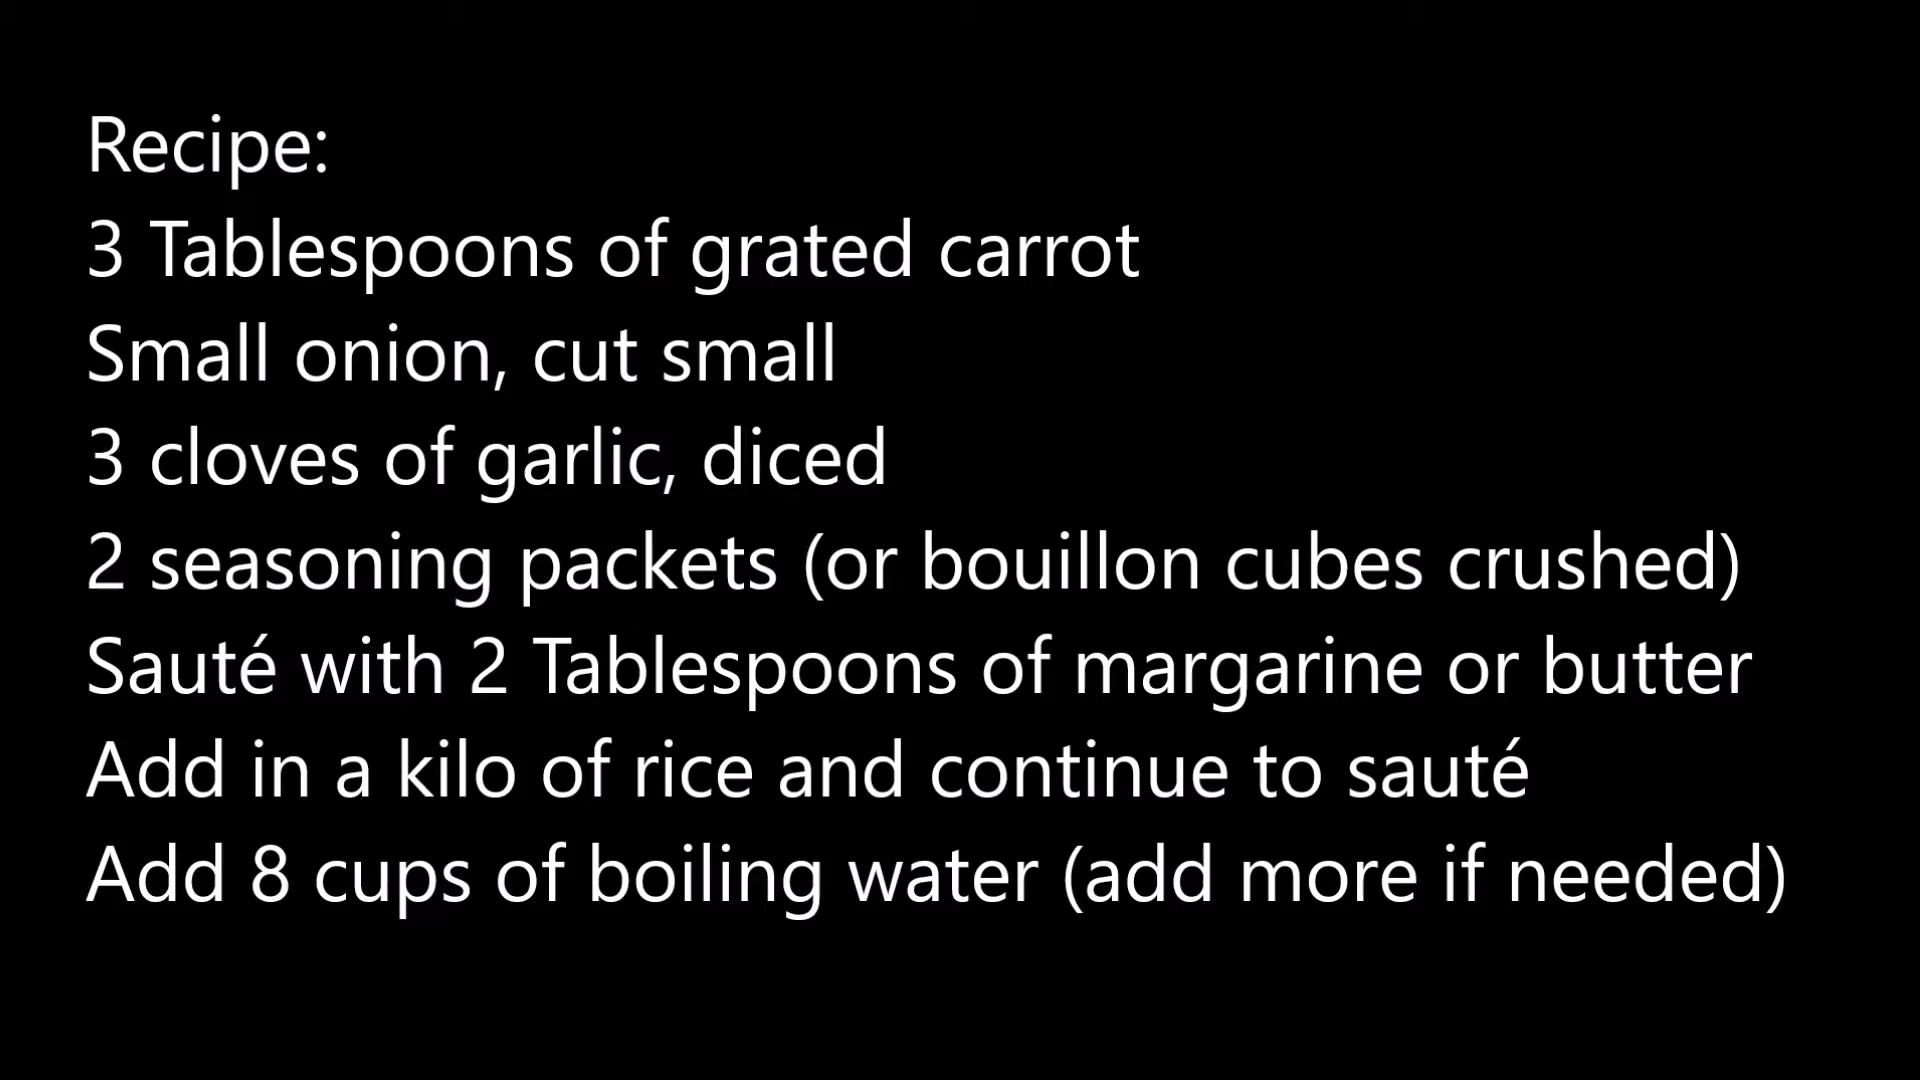 Recipe:
3 Tablespoons of grated carrot
Small onion, cut small
3 cloves of garlic, diced
2 seasoning packets (or bouillon cubes crushed)
Sauté with 2 Tablespoons of margarine or butter
Add in a kilo of rice and continue to sauté
Add 8 cups of boiling water (add more if needed)